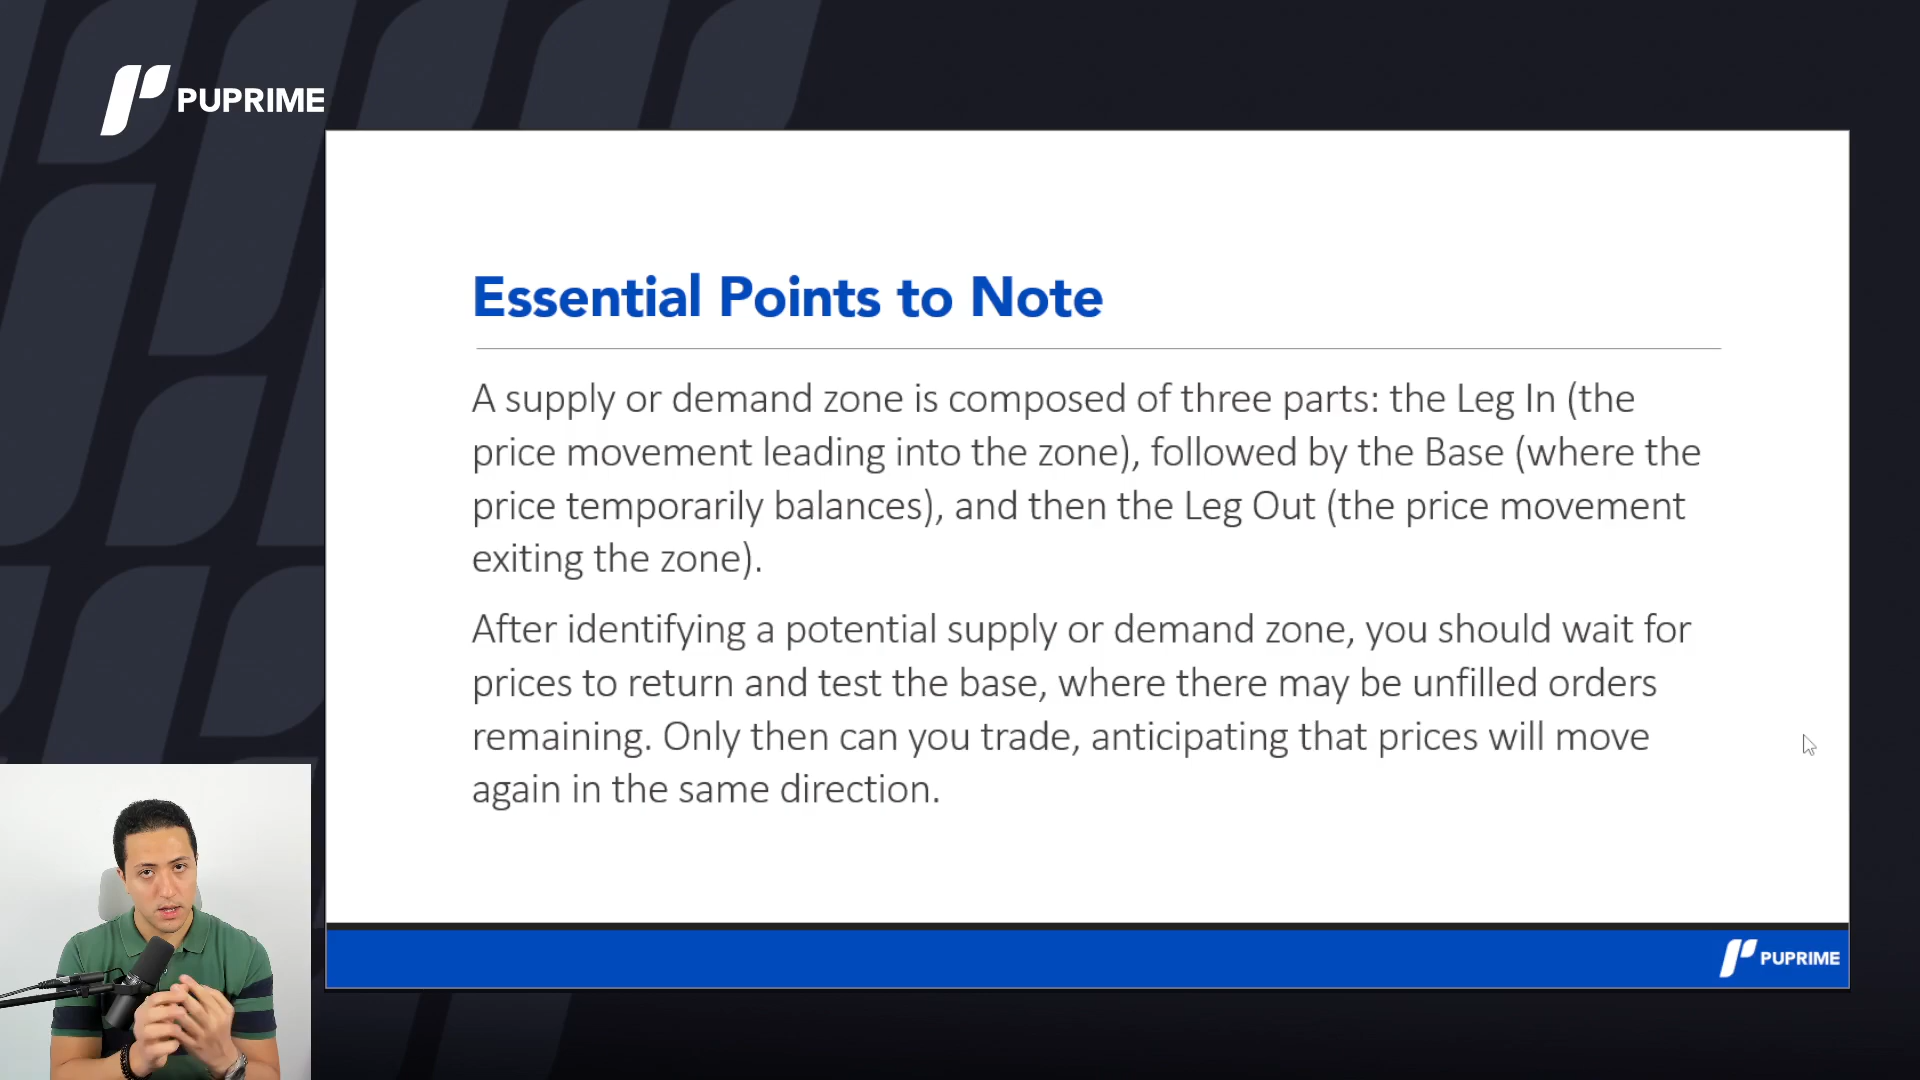 PUPRIME
Essential Points to Note
A supply or demand zone is composed of three parts: the Leg In (the
price movement leading into the zone), followed by the Base (where the
price temporarily balances), and then the Leg Out (the price movement
exiting the zone).
After identifying a potential supply or demand zone, you should wait for
prices to return and test the base, where there may be unfilled orders
remaining. Only then can you trade, anticipating that prices will move
again in the same direction.
PUPRIME